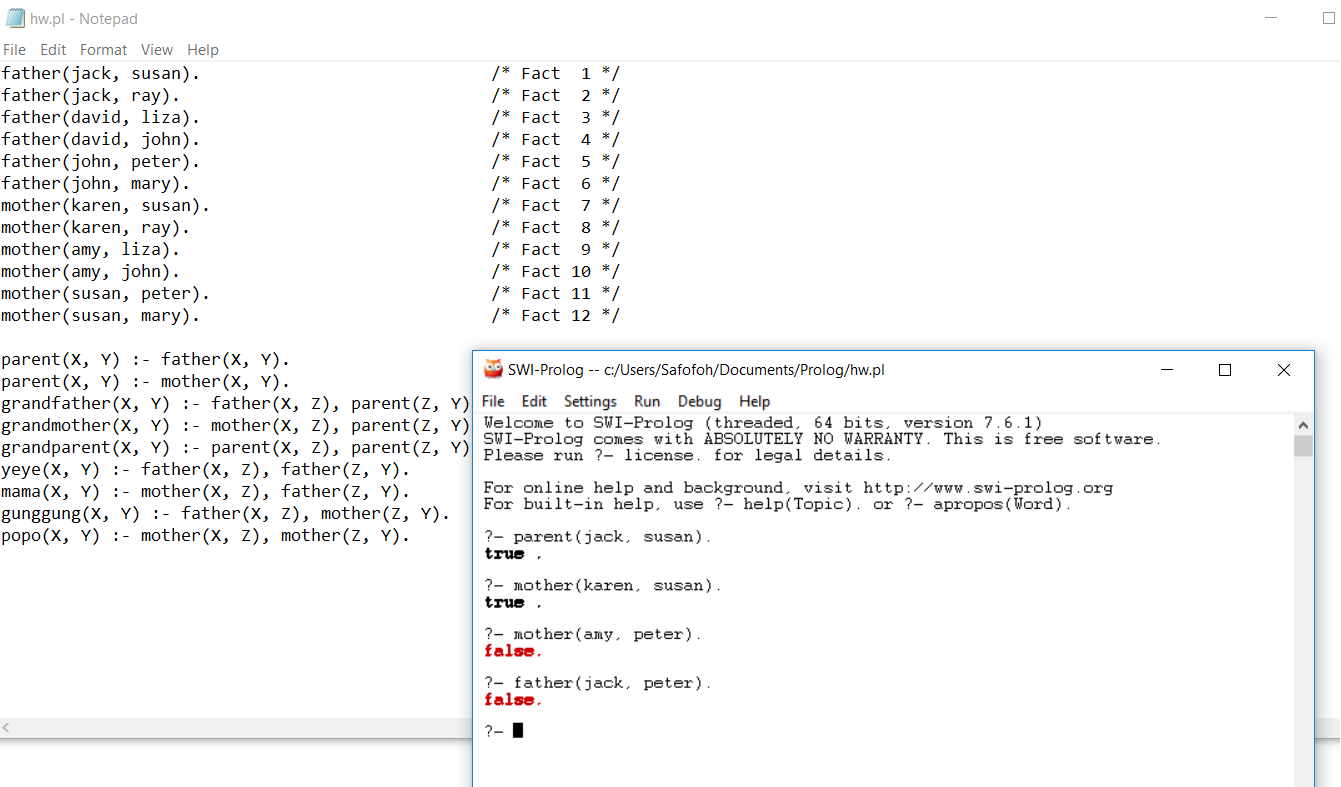 hw.pl - Notepad
File Edit Format View Help
father(jack, susan). /* Fact 1 */
father(jack, ray). /* Fact 2 */
father(david, liza). /* Fact 3 */
father(david, john). /* Fact 4 */
father(john, peter). /* Fact 5 */
father(john, mary). /* Fact 6 */
mother(karen, susan). /* Fact 7 */
mother(karen, ray). /* Fact 8 */
mother(amy, liza). /* Fact 9 */
mother(amy, john). /* Fact 10 */
mother(susan, peter). /* Fact 11 */
mother(susan, mary). /* Fact 12 */
parent(X, Y) :- father(X, Y).
parent(X, Y) :- mother(X, Y).
grandfather(X, Y) :- father(X, Z), parent(Z, Y)
grandmother(X, Y) :- mother(X, Z), parent(Z, Y)
grandparent(X, Y) :- parent(X, Z), parent(Z, Y)
yeye(X, Y) :- father(X, Z), father(Z, Y).
mama(X, Y) :- mother(X, Z), father(Z, Y).
gunggung(X, Y) :- father(X, Z), mother(Z, Y).
popo(X, Y) :- mother(X, Z), mother(Z, Y).
SWI-Prolog -- c:/Users/Safofoh/Documents/Prolog/hw.pl
File Edit Settings Run Debug Help
Welcome to SWI-Prolog (threaded, 64 bits, version 7.6.1)
SWI-Prolog comes with ABSOLUTELY NO WARRANTY. This is free software.
Please run ?- license. for legal details.
For online help and background, visit http://www.swi-prolog.org
For built-in help, use ?- help(Topic). or ?- apropos(Word).
?- parent(jack, susan).
true .
?- mother(karen, susan).
true .
?- mother(amy, peter).
false.
?- father(jack, peter).
false.
?-